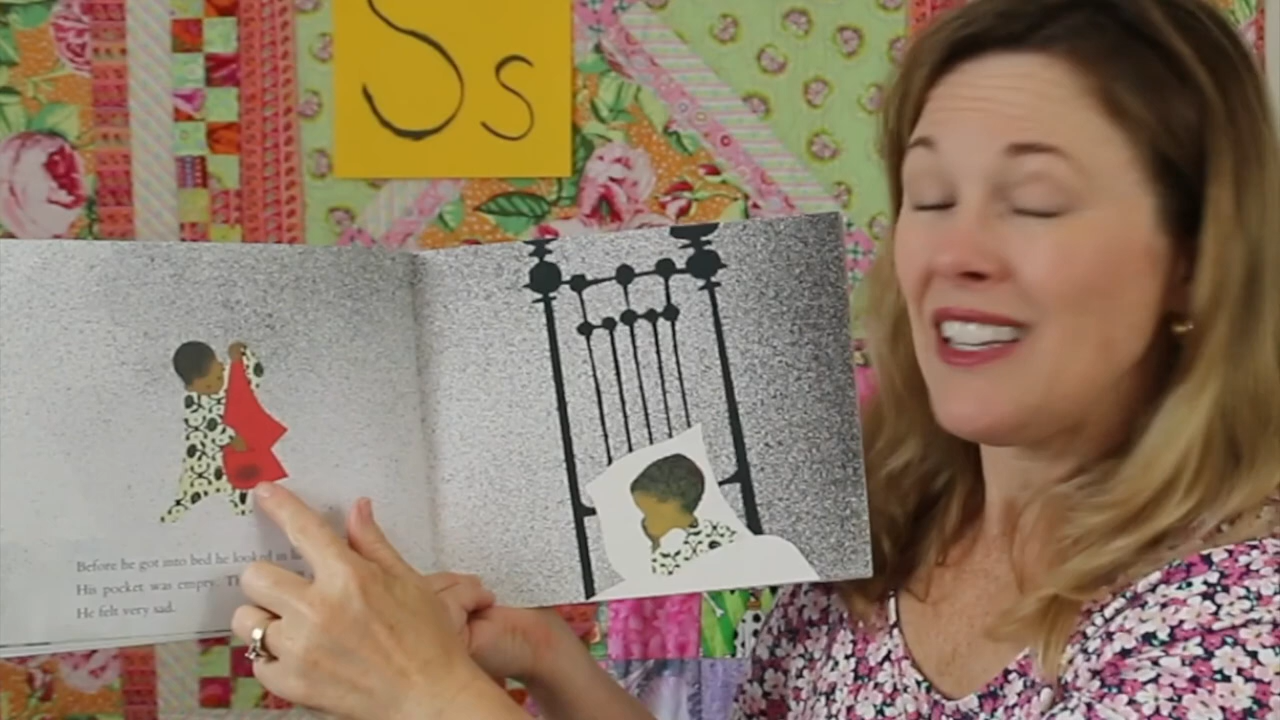 Ss
Before he got into bed he looked in
His pocket was empty.
He felt very sad.